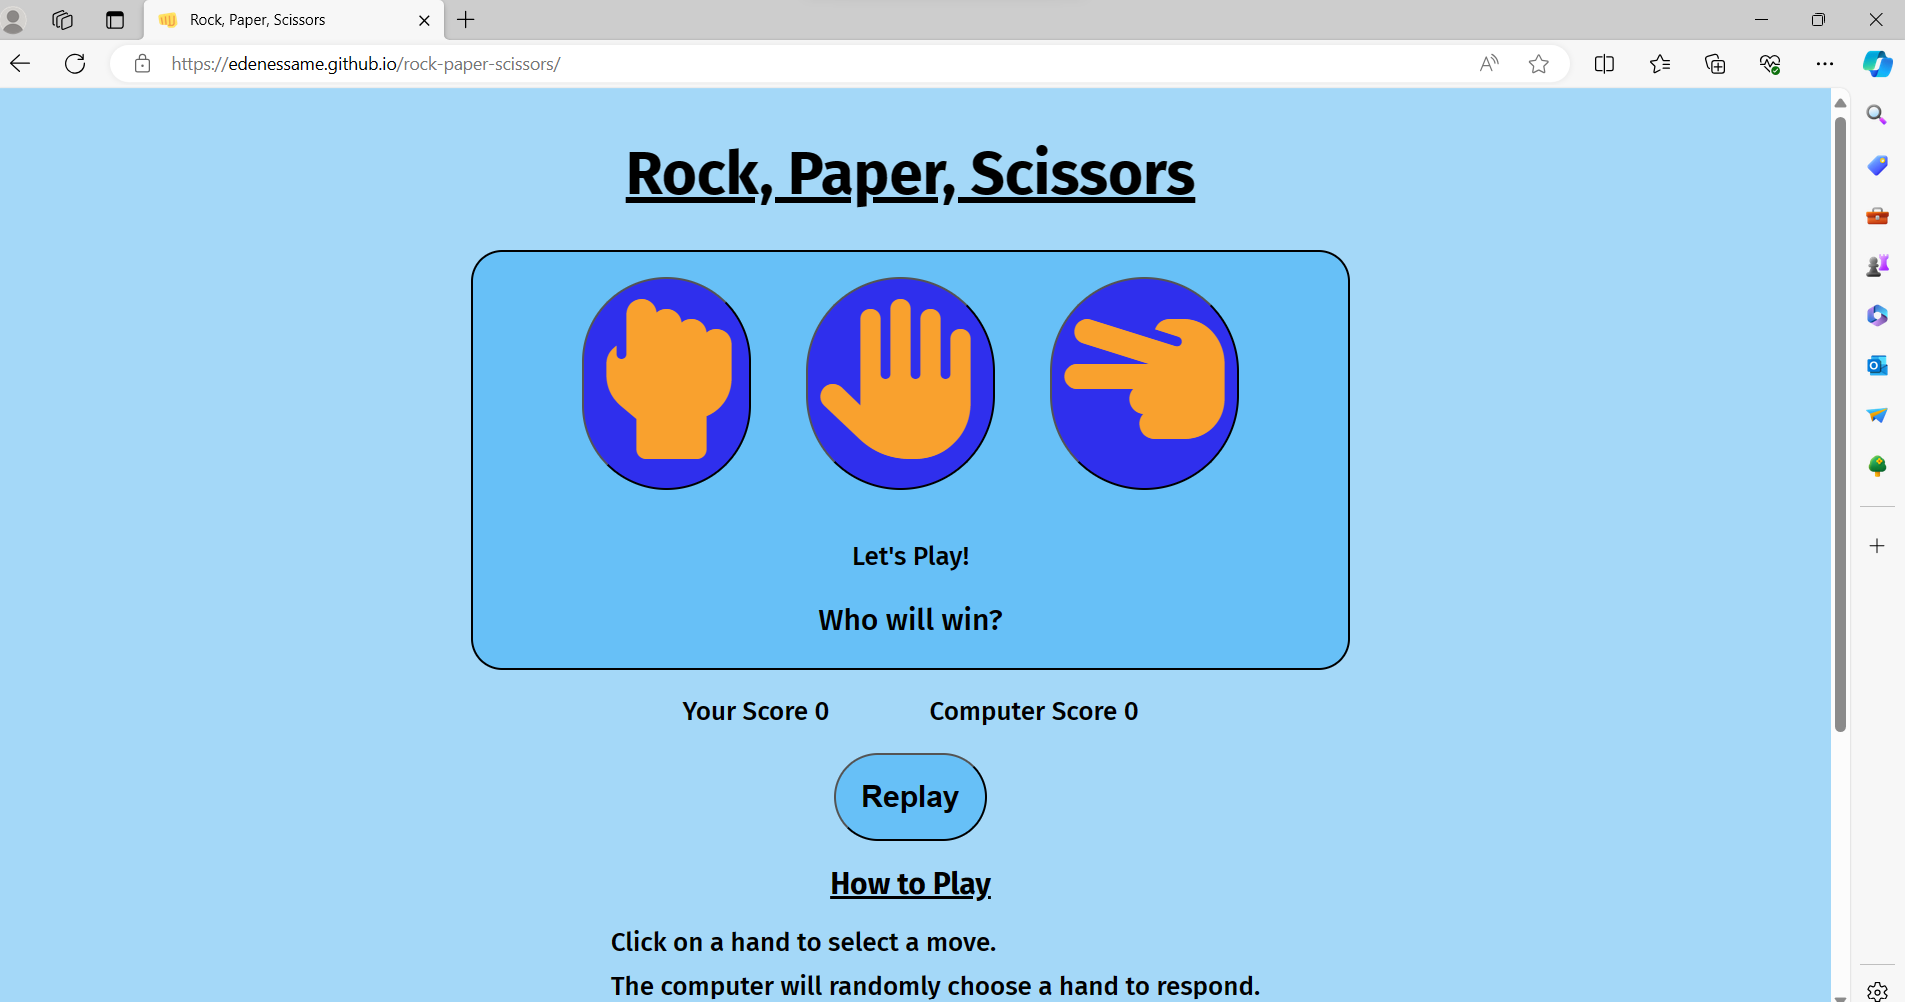 Rock, Paper, Scissors
https://edenessame.github.io/rock-paper-scissors/
Rock, Paper, Scissors
Let's Play!
Who will win?
Your Score 0 Computer Score 0
Replay
How to Play
Click on a hand to select a move.
The computer will randomly choose a hand to respond.